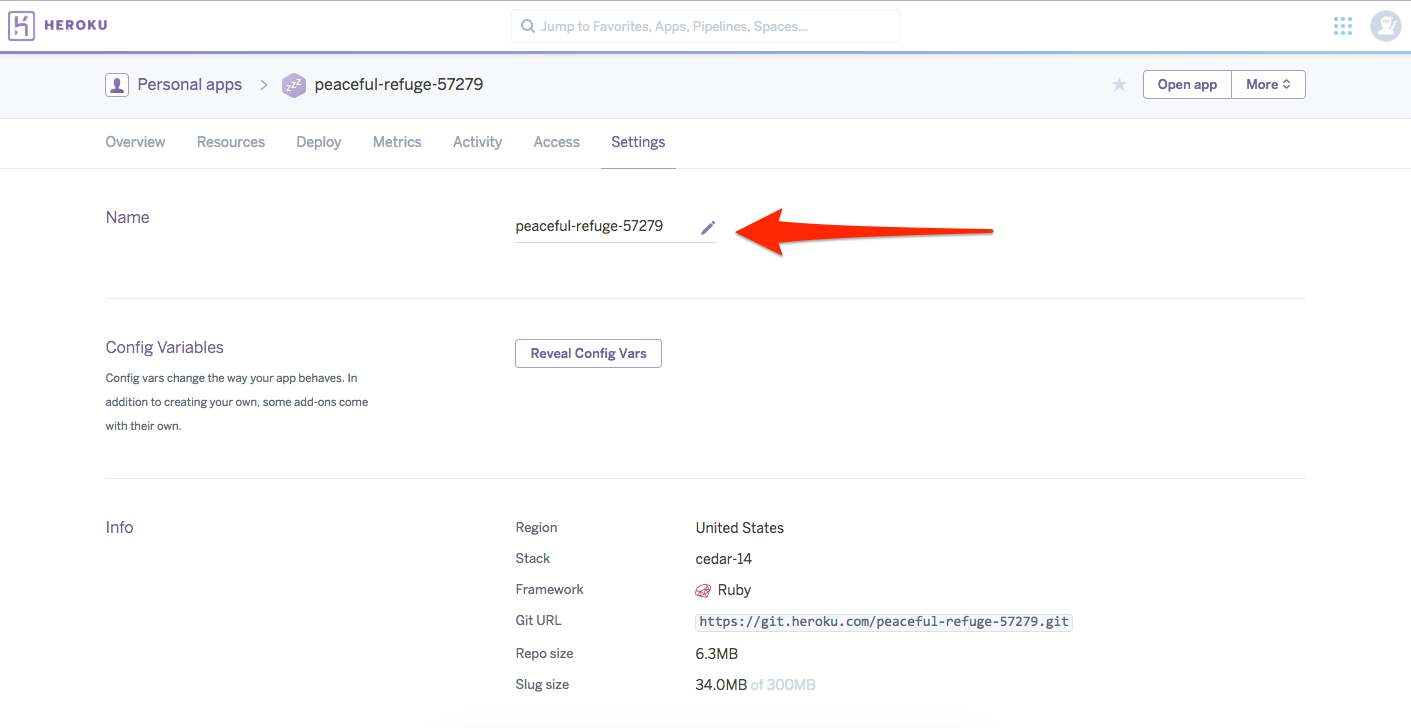 HEROKU
Jump to Favorites, Apps, Pipelines, Spaces...
Personal apps > zzz peaceful-refuge-57279
Open app More
Overview Resources Deploy Metrics Activity Access Settings
Name
peaceful-refuge-57279
Config Variables
Reveal Config Vars
Config vars change the way your app behaves. In
addition to creating your own, some add-ons come
with their own.
Info
Region United States
Stack cedar-14
Framework Ruby
Git URL https://git.heroku.com/peaceful-refuge-57279.git
Repo size 6.3MB
Slug size 34.0MB of 300MB